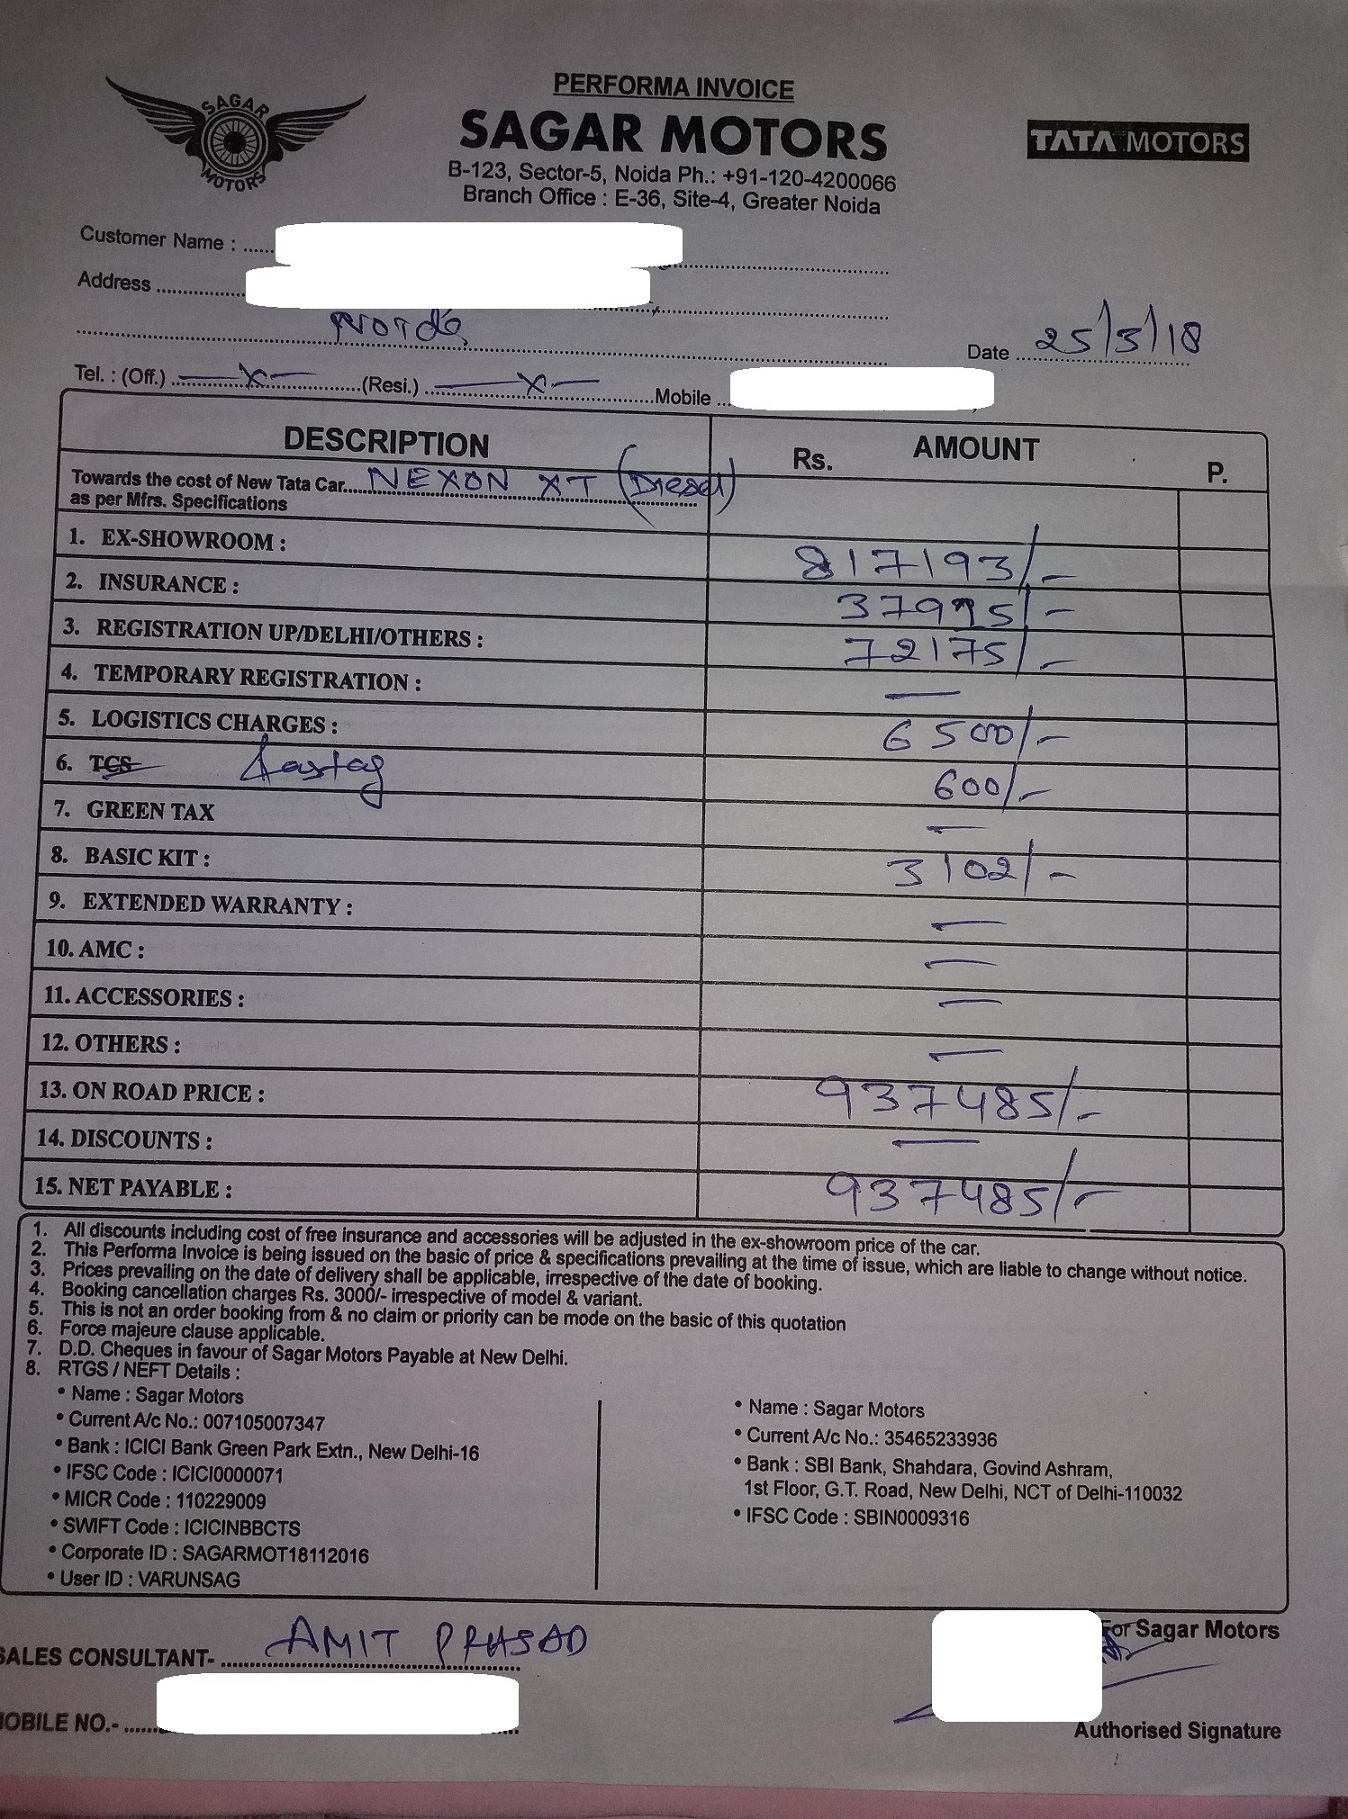 PERFORMA INVOICE
SAGAR MOTORS
SAGAR MOTORS
TATA MOTORS
B-123, Sector-5, Noida Ph.: +91-120-4200066
Branch Office : E-36, Site-4, Greater Noida
Customer Name :
Address
Noida
Date 25/3/18
Tel. : (Off.) —x— (Resi.) —x— Mobile
DESCRIPTION Rs. AMOUNT P.
Towards the cost of New Tata Car NEXON XT (Diesel)
as per Mfrs. Specifications
1. EX-SHOWROOM : 817193/-
2. INSURANCE : 37915/-
3. REGISTRATION UP/DELHI/OTHERS : 72175/-
4. TEMPORARY REGISTRATION : —
5. LOGISTICS CHARGES : 6500/-
6. TCS fastag 600/-
7. GREEN TAX —
8. BASIC KIT : 3102/-
9. EXTENDED WARRANTY : —
10. AMC : —
11. ACCESSORIES : —
12. OTHERS : —
13. ON ROAD PRICE : 937485/-
14. DISCOUNTS : —
15. NET PAYABLE : 937485/-
1. All discounts including cost of free insurance and accessories will be adjusted in the ex-showroom price of the car.
2. This Performa Invoice is being issued on the basic of price & specifications prevailing at the time of issue, which are liable to change without notice.
3. Prices prevailing on the date of delivery shall be applicable, irrespective of the date of booking.
4. Booking cancellation charges Rs. 3000/- irrespective of model & variant.
5. This is not an order booking from & no claim or priority can be mode on the basic of this quotation
6. Force majeure clause applicable.
7. D.D. Cheques in favour of Sagar Motors Payable at New Delhi.
8. RTGS / NEFT Details :
• Name : Sagar Motors
• Current A/c No.: 007105007347
• Bank : ICICI Bank Green Park Extn., New Delhi-16
• IFSC Code : ICICI0000071
• MICR Code : 110229009
• SWIFT Code : ICICINBBCTS
• Corporate ID : SAGARMOT18112016
• User ID : VARUNSAG
• Name : Sagar Motors
• Current A/c No.: 35465233936
• Bank : SBI Bank, Shahdara, Govind Ashram,
1st Floor, G.T. Road, New Delhi, NCT of Delhi-110032
• IFSC Code : SBIN0009316
For Sagar Motors
SALES CONSULTANT- AMIT PRASAD
MOBILE NO.-
Authorised Signature